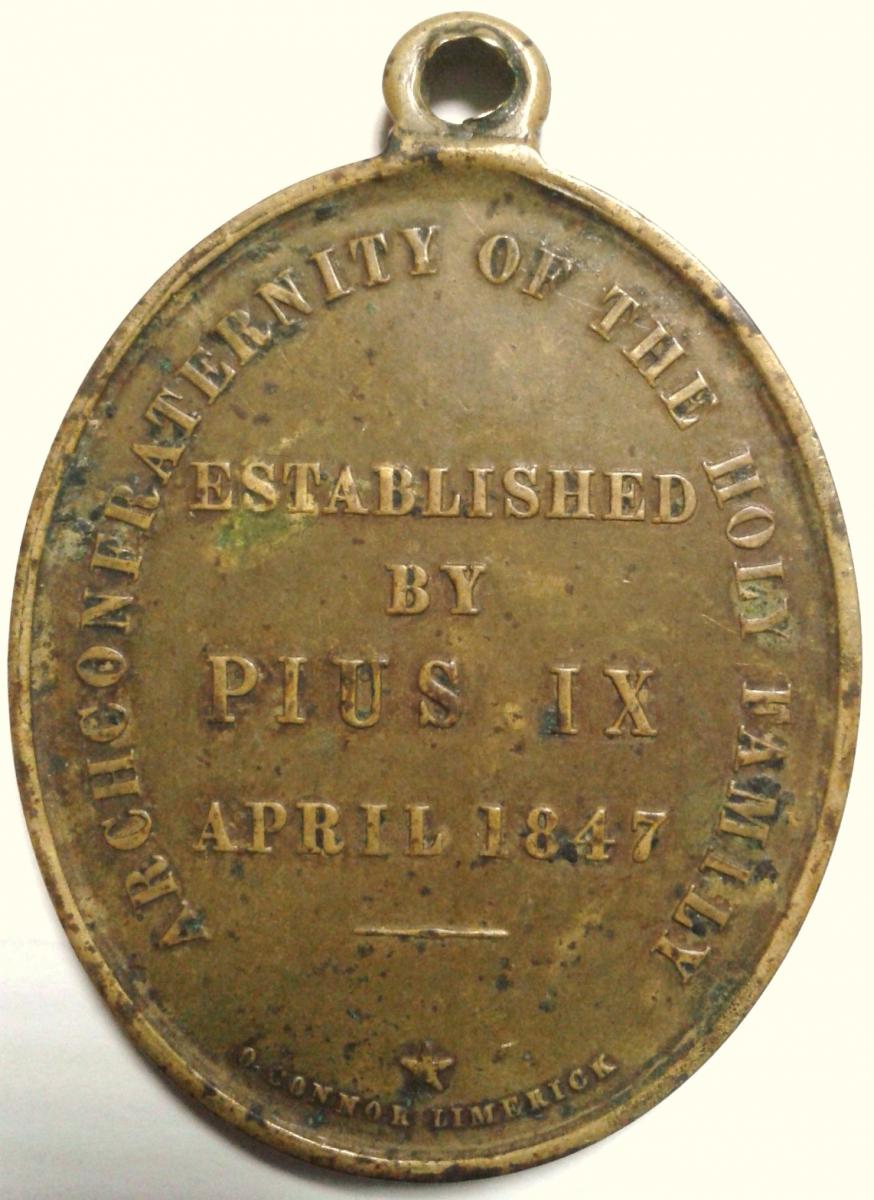 ARCHCONFRATERNITY OF THE HOLY FAMILY
ESTABLISHED
BY
PIUS IX
APRIL 1847
O.CONNOR LIMERICK